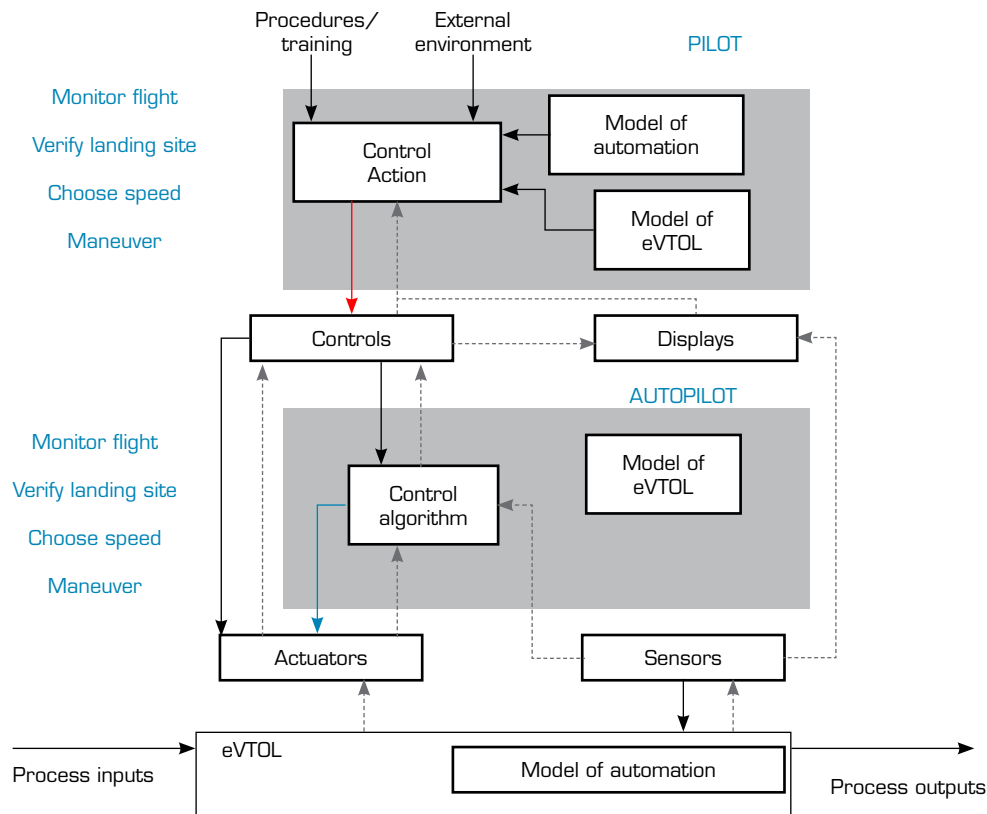 Procedures/
training
External
environment
PILOT
Monitor flight
Verify landing site
Choose speed
Maneuver
Control
Action
Model of
automation
Model of
eVTOL
Controls
Displays
AUTOPILOT
Monitor flight
Verify landing site
Choose speed
Maneuver
Control
algorithm
Model of
eVTOL
Actuators
Sensors
eVTOL
Model of automation
Process inputs
Process outputs